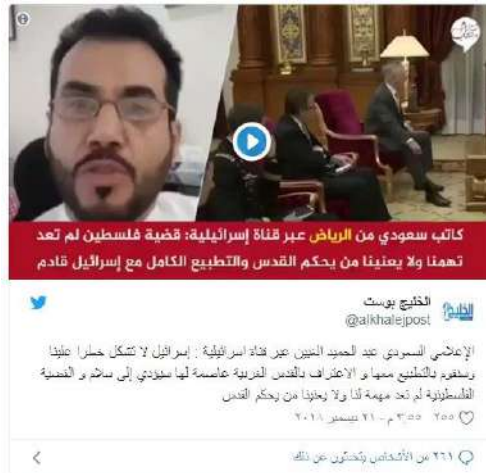 كاتب سعودي من الرياض عبر قناة إسرائيلية: قضية فلسطين لم تعد
تهمنا ولا يعنينا من يحكم القدس والتطبيع الكامل مع إسرائيل قادم
الخليج بوست
@alkhalejpost
الإعلامي السعودي عبد الحميد الغبين عبر قناة اسرائيلية : إسرائيل لا تشكل خطرا علينا
وسنقوم بالتطبيع معها و الاعتراف بالقدس الغربية عاصمة لها سيؤدي إلى سلام و القضية
الفلسطينية لم تعد مهمة لنا ولا يعنينا من يحكم القدس
٢٥٥ ٣:٥٥ م - ٢١ ديسمبر ٢٠١٨
٢٦١ من الأشخاص يتحدثون عن ذلك